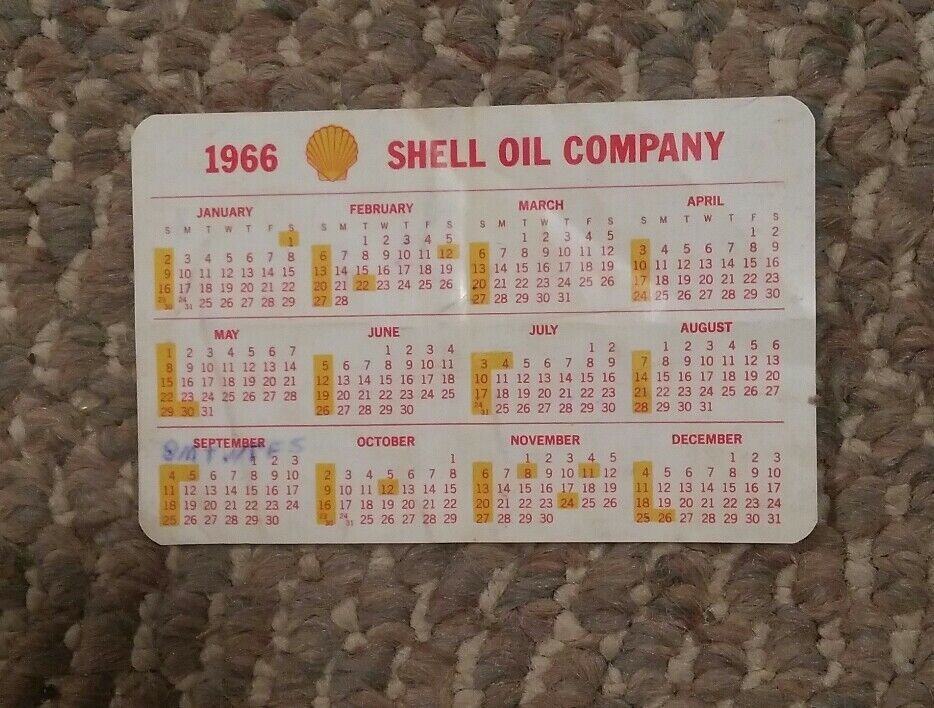 1966 SHELL OIL COMPANY
JANUARY
S M T W T F S
1
2 3 4 5 6 7 8
9 10 11 12 13 14 15
16 17 18 19 20 21 22
23/30 24/31 25 26 27 28 29
FEBRUARY
S M T W T F S
1 2 3 4 5
6 7 8 9 10 11 12
13 14 15 16 17 18 19
20 21 22 23 24 25 26
27 28
MARCH
S M T W T F S
1 2 3 4 5
6 7 8 9 10 11 12
13 14 15 16 17 18 19
20 21 22 23 24 25 26
27 28 29 30 31
APRIL
S M T W T F S
1 2
3 4 5 6 7 8 9
10 11 12 13 14 15 16
17 18 19 20 21 22 23
24 25 26 27 28 29 30
MAY
1 2 3 4 5 6 7
8 9 10 11 12 13 14
15 16 17 18 19 20 21
22 23 24 25 26 27 28
29 30 31
JUNE
1 2 3 4
5 6 7 8 9 10 11
12 13 14 15 16 17 18
19 20 21 22 23 24 25
26 27 28 29 30
JULY
1 2
3 4 5 6 7 8 9
10 11 12 13 14 15 16
17 18 19 20 21 22 23
24/31 25 26 27 28 29 30
AUGUST
1 2 3 4 5 6
7 8 9 10 11 12 13
14 15 16 17 18 19 20
21 22 23 24 25 26 27
28 29 30 31
SEPTEMBER
1 2 3
4 5 6 7 8 9 10
11 12 13 14 15 16 17
18 19 20 21 22 23 24
25 26 27 28 29 30
OCTOBER
1
2 3 4 5 6 7 8
9 10 11 12 13 14 15
16 17 18 19 20 21 22
23/30 24/31 25 26 27 28 29
NOVEMBER
1 2 3 4 5
6 7 8 9 10 11 12
13 14 15 16 17 18 19
20 21 22 23 24 25 26
27 28 29 30
DECEMBER
1 2 3
4 5 6 7 8 9 10
11 12 13 14 15 16 17
18 19 20 21 22 23 24
25 26 27 28 29 30 31